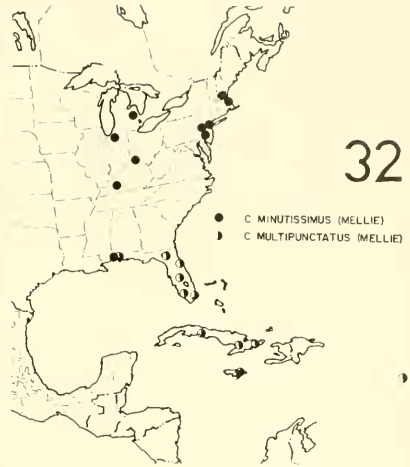 32
C MINUTISSIMUS (MELLIE)
C MULTIPUNCTATUS (MELLIE)